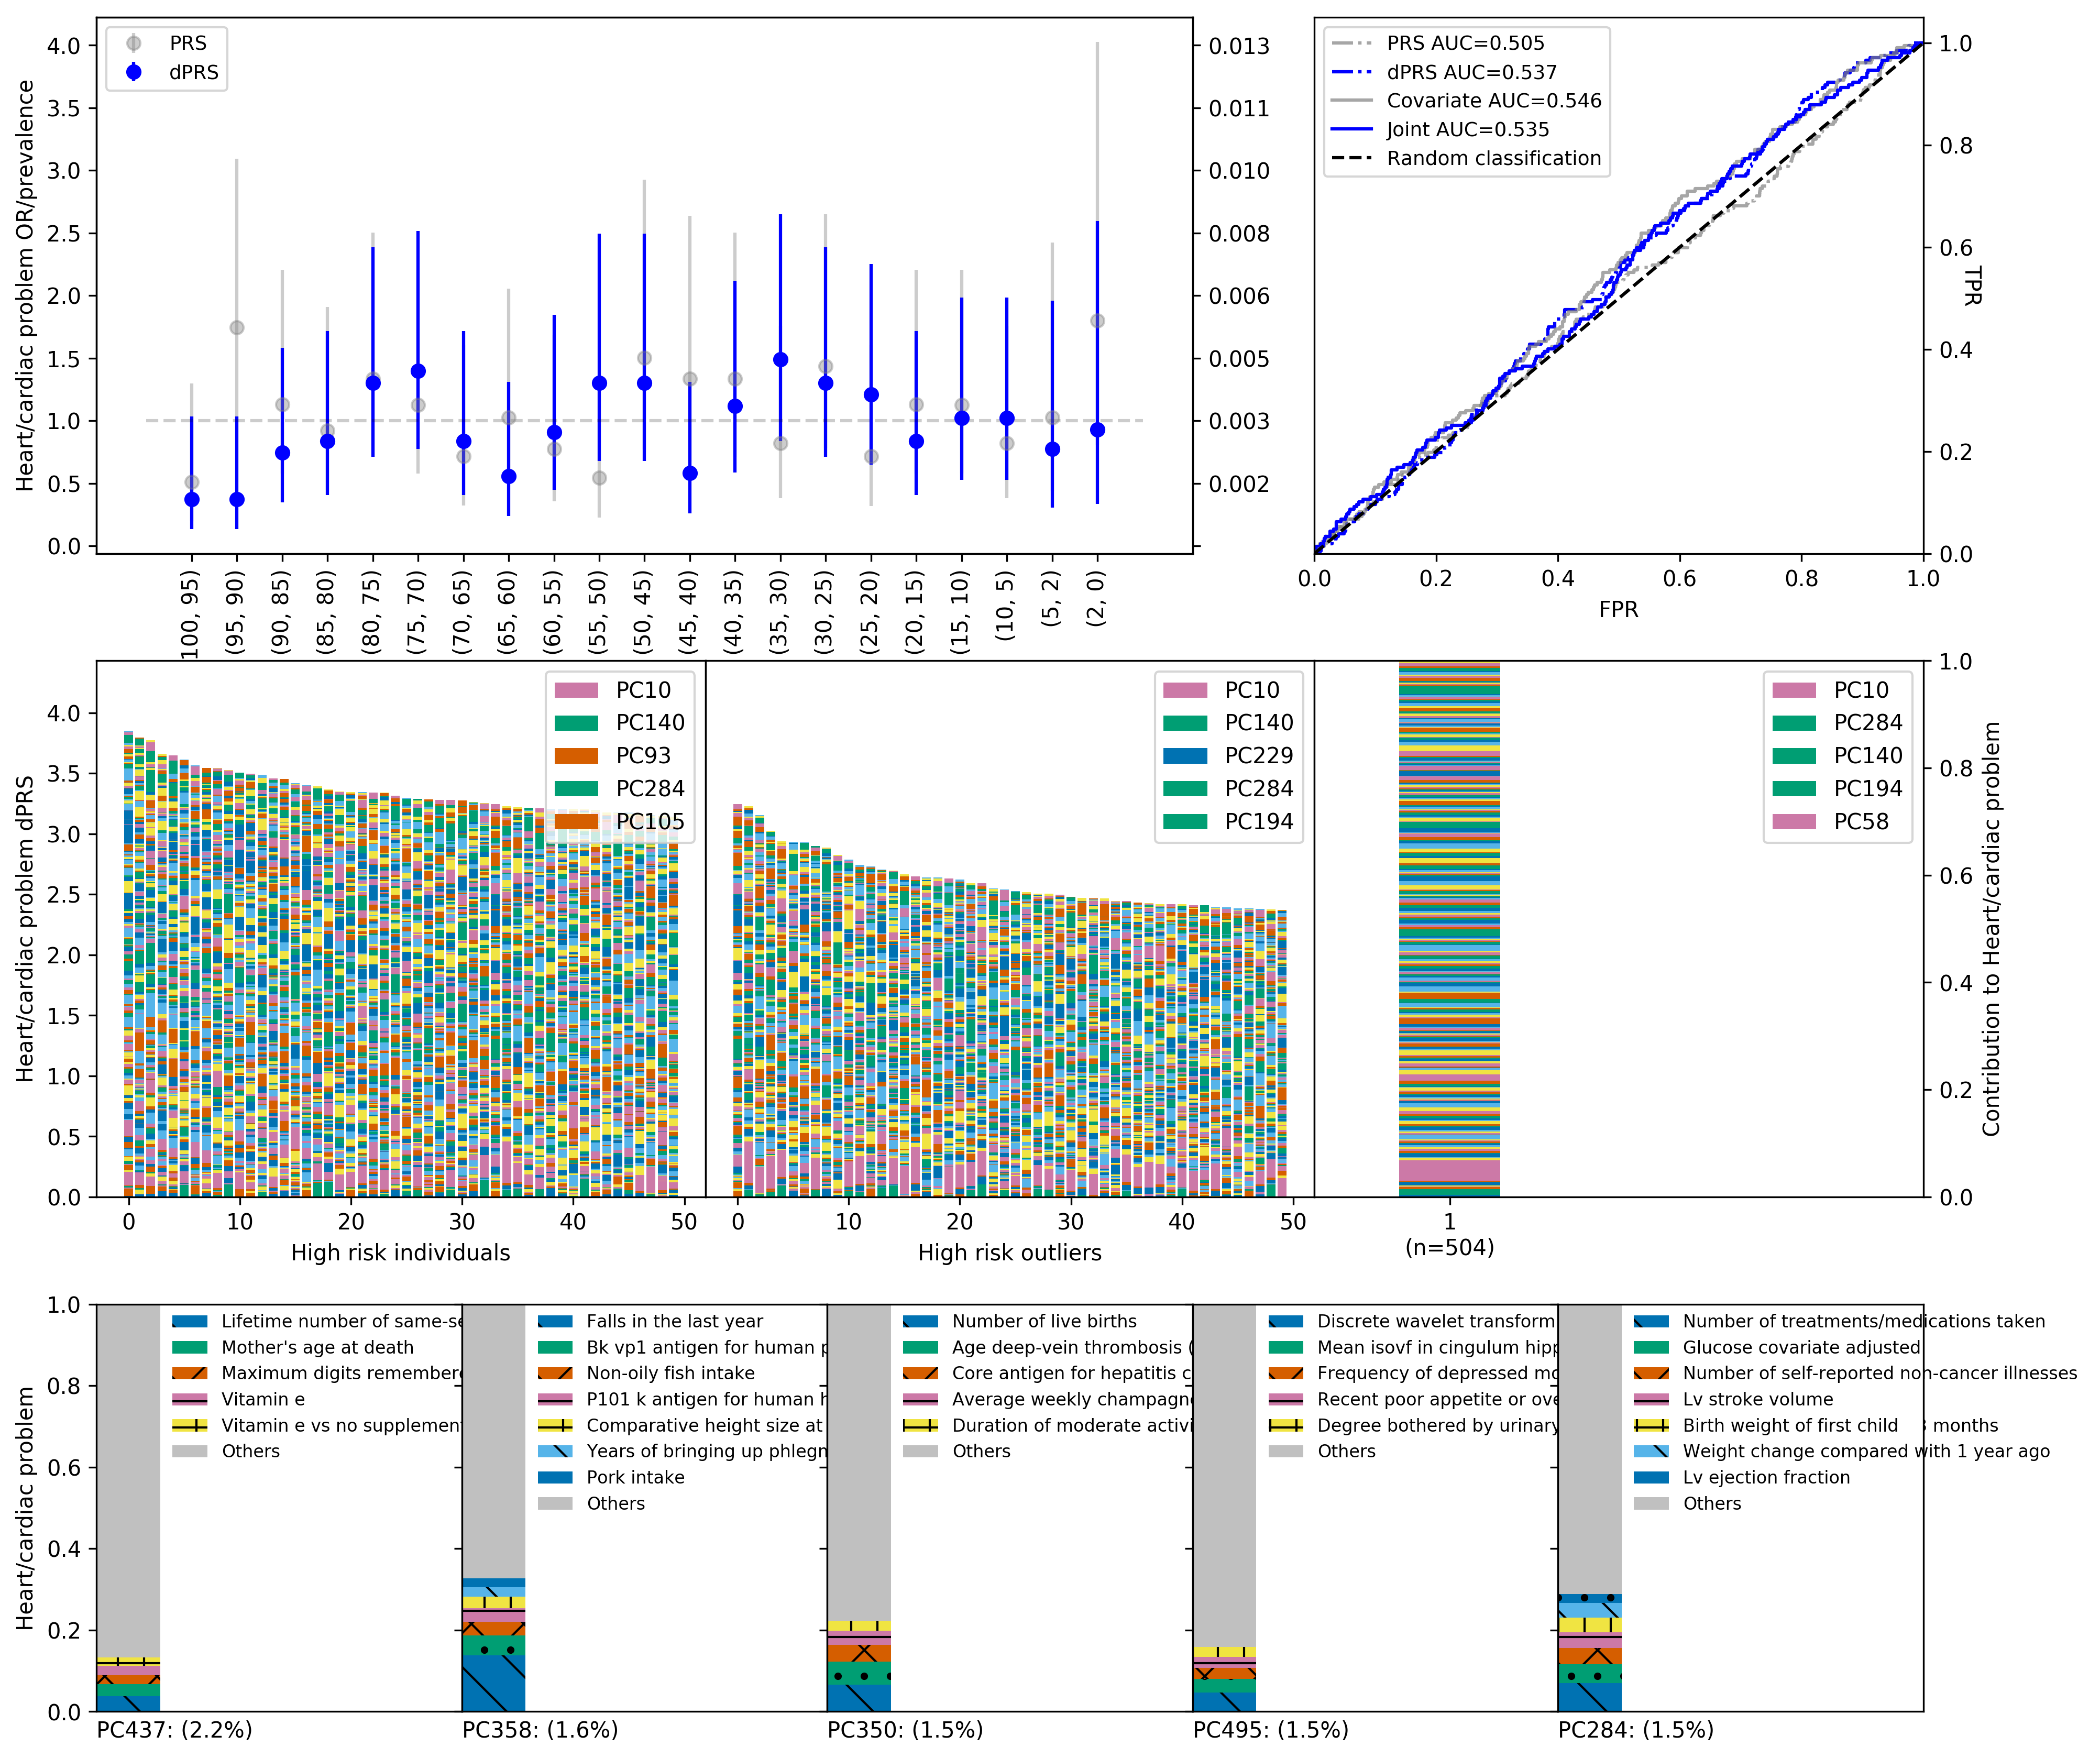 Heart/cardiac problem OR/prevalence
4.0
3.5
3.0
2.5
2.0
1.5
1.0
0.5
0.0
PRS
dPRS
0.013
0.011
0.010
0.008
0.006
0.005
0.003
0.002
100, 95)
(95, 90)
(90, 85)
(85, 80)
(80, 75)
(75, 70)
(70, 65)
(65, 60)
(60, 55)
(55, 50)
(50, 45)
(45, 40)
(40, 35)
(35, 30)
(30, 25)
(25, 20)
(20, 15)
(15, 10)
(10, 5)
(5, 2)
(2, 0)
PRS AUC=0.505
dPRS AUC=0.537
Covariate AUC=0.546
Joint AUC=0.535
Random classification
1.0
0.8
0.6
0.4
0.2
0.0
TPR
0.0 0.2 0.4 0.6 0.8 1.0
FPR
Heart/cardiac problem dPRS
4.0
3.5
3.0
2.5
2.0
1.5
1.0
0.5
0.0
PC10
PC140
PC93
PC284
PC105
0 10 20 30 40 50
High risk individuals
PC10
PC140
PC229
PC284
PC194
0 10 20 30 40 50
High risk outliers
PC10
PC284
PC140
PC194
PC58
1
(n=504)
1.0
0.8
0.6
0.4
0.2
0.0
Contribution to Heart/cardiac problem
Heart/cardiac problem
1.0
0.8
0.6
0.4
0.2
0.0
Lifetime number of same-se
Mother's age at death
Maximum digits remembere
Vitamin e
Vitamin e vs no supplement
Others
PC437: (2.2%)
Falls in the last year
Bk vp1 antigen for human p
Non-oily fish intake
P101 k antigen for human h
Comparative height size at
Years of bringing up phlegm
Pork intake
Others
PC358: (1.6%)
Number of live births
Age deep-vein thrombosis (
Core antigen for hepatitis c
Average weekly champagn
Duration of moderate activi
Others
PC350: (1.5%)
Discrete wavelet transform
Mean isovf in cingulum hipp
Frequency of depressed mo
Recent poor appetite or ove
Degree bothered by urinary
Others
PC495: (1.5%)
Number of treatments/medications taken
Glucose covariate adjusted
Number of self-reported non-cancer illnesses
Lv stroke volume
Birth weight of first child 3 months
Weight change compared with 1 year ago
Lv ejection fraction
Others
PC284: (1.5%)